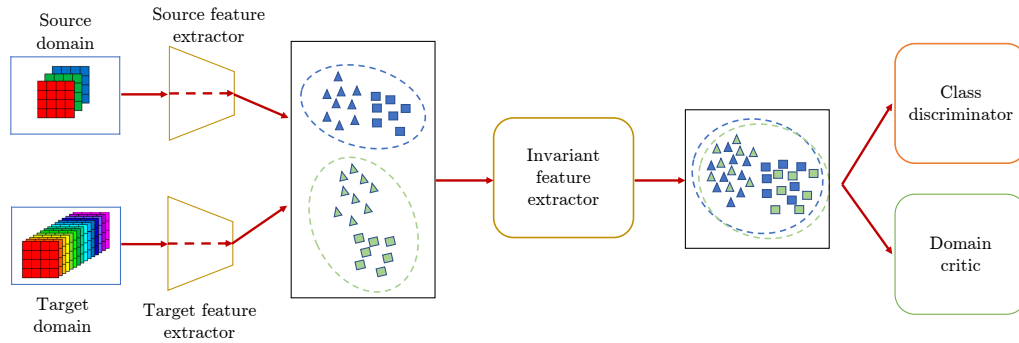 Source
domain
Source feature
extractor
Target
domain
Target feature
extractor
Invariant
feature
extractor
Class
discriminator
Domain
critic